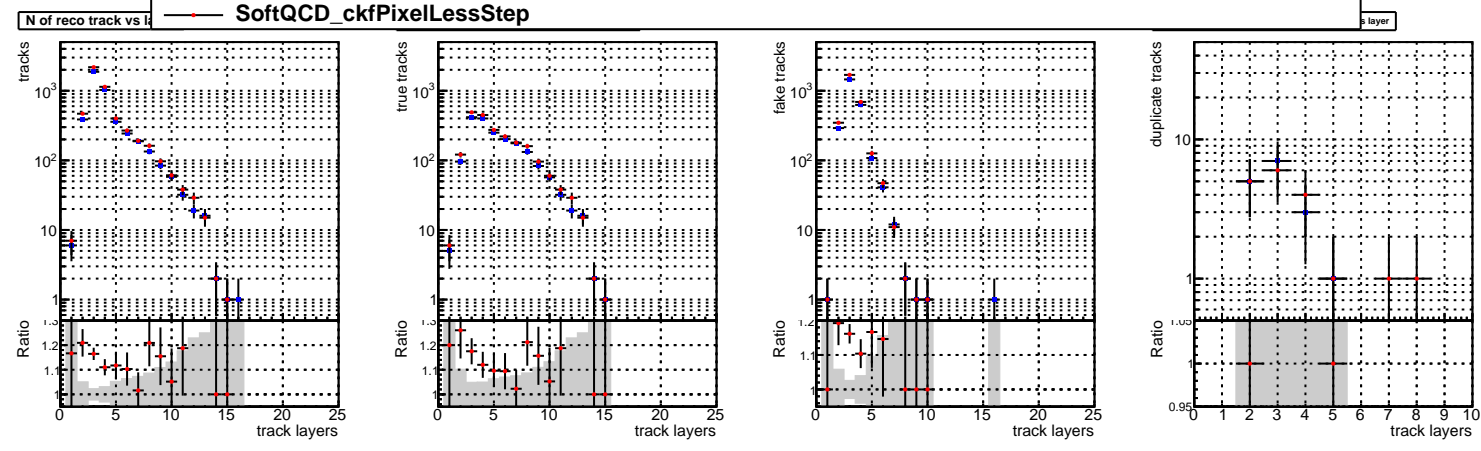 SoftQCD_ckfPixelLessStep
N of reco track vs la
s layer
tracks
10³
10²
10
1
Ratio
1.3
1.2
1.1
1
0 5 10 15 20 25
track layers
true tracks
10³
10²
10
1
Ratio
1.3
1.2
1.1
1
0 5 10 15 20 25
track layers
fake tracks
10³
10²
10
1
Ratio
1.2
1.1
1
0 5 10 15 20 25
track layers
duplicate tracks
10
1
Ratio
1.05
1
0.95
0 1 2 3 4 5 6 7 8 9 10
track layers